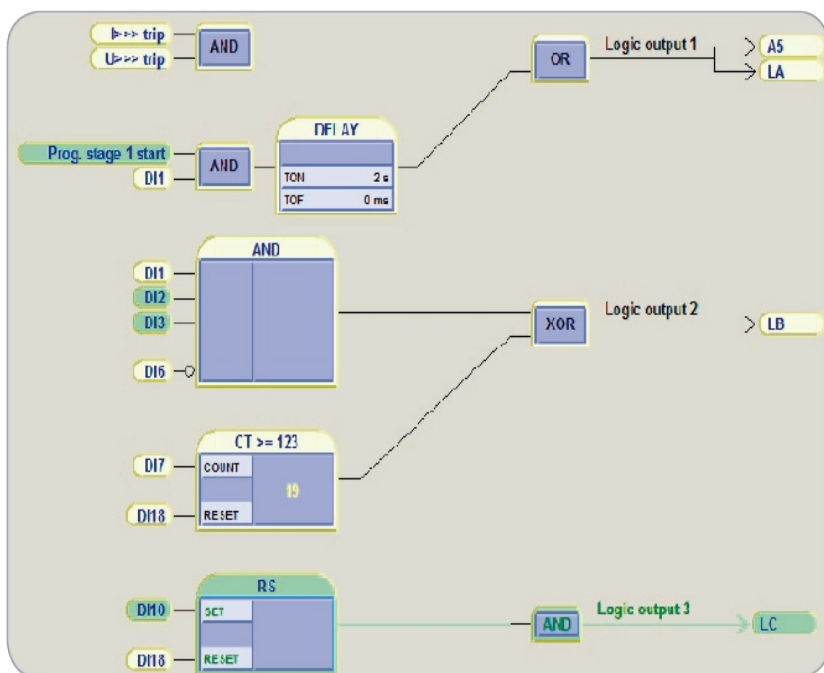 I>>> trip
AND
U>>> trip
OR
Logic output 1
A5
LA
DELAY
Prog. stage 1 start
AND
DI1
TON 2 s
TOF 0 ms
AND
DI1
DI2
DI3
DI6
XOR
Logic output 2
LB
CT >= 123
DI7
COUNT
19
DI18
RESET
RS
DI10
SET
AND
Logic output 3
LC
DI18
RESET